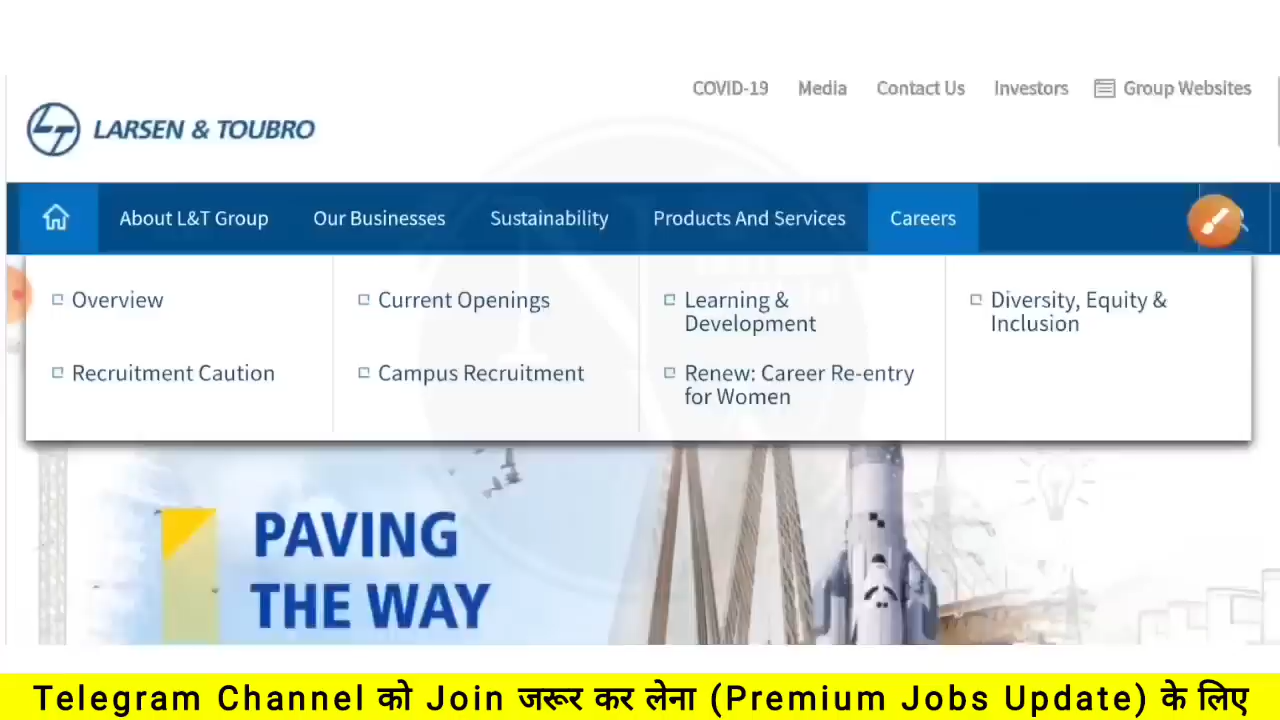 COVID-19 Media Contact Us Investors Group Websites
LARSEN & TOUBRO
About L&T Group Our Businesses Sustainability Products And Services Careers
Overview
Current Openings
Learning &
Development
Diversity, Equity &
Inclusion
Recruitment Caution
Campus Recruitment
Renew: Career Re-entry
for Women
PAVING
THE WAY
Telegram Channel को Join जरूर कर लेना (Premium Jobs Update) के लिए